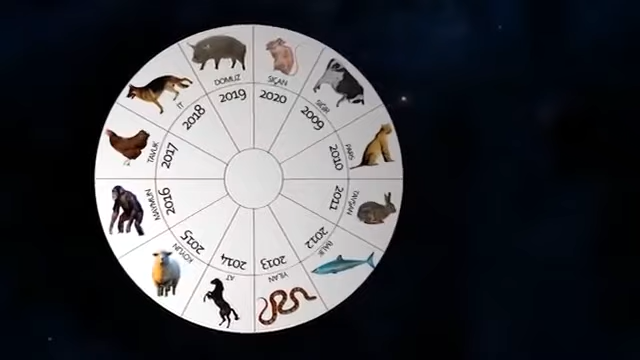 SIÇAN
2020
SIĞIR
2009
PARS
2010
TAVŞAN
2011
BALIK
2012
YILAN
2013
AT
2014
KOYUN
2015
MAYMUN
2016
TAVUK
2017
İT
2018
DOMUZ
2019